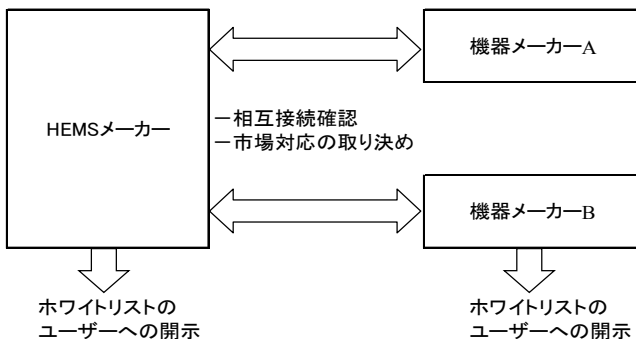 機器メーカーA
HEMSメーカー
－相互接続確認
－市場対応の取り決め
機器メーカーB
ホワイトリストの
ユーザーへの開示
ホワイトリストの
ユーザーへの開示